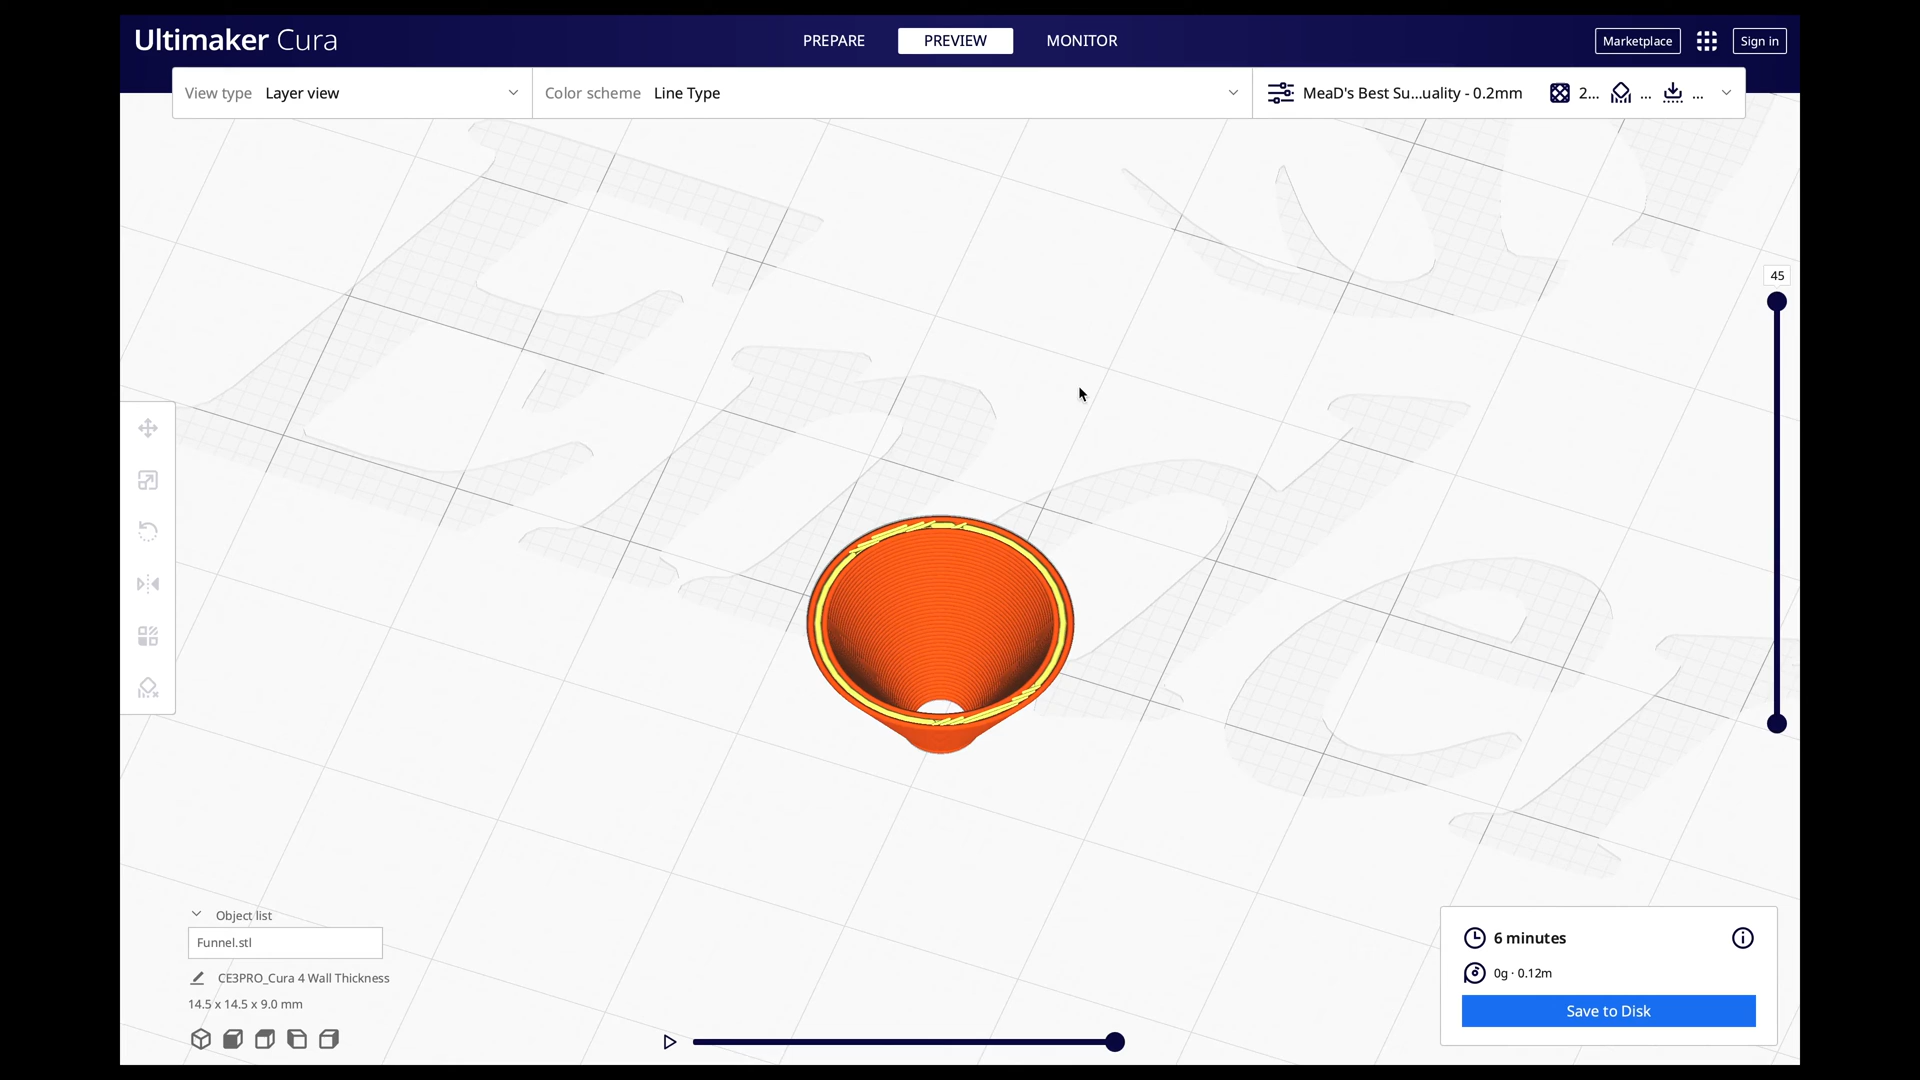 Ultimaker Cura
PREPARE PREVIEW MONITOR
Marketplace Sign in
View type Layer view Color scheme Line Type MeaD's Best Su...uality - 0.2mm 2... ... ...
45
Ender
Object list
Funnel.stl
CE3PRO_Cura 4 Wall Thickness
14.5 x 14.5 x 9.0 mm
6 minutes
0g · 0.12m
Save to Disk